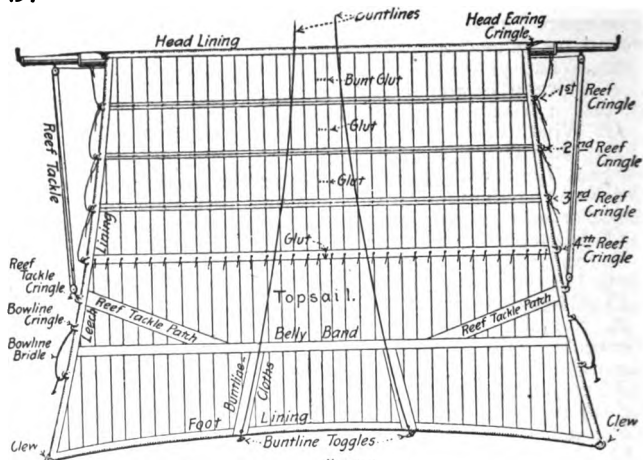 Buntlines
Head Lining
Head Earing
Cringle
Bunt Glut
1st Reef
Cringle
Reef Tackle
Glut
2nd Reef
Cringle
Glut
3rd Reef
Cringle
Lining
Glut
4th Reef
Cringle
Reef
Tackle
Cringle
Topsail.
Bowline
Cringle
Leech
Reef Tackle Patch
Reef Tackle Patch
Belly Band
Bowline
Bridle
Buntline=
Cloths
Foot Lining
Clew
Buntline Toggles
Clew